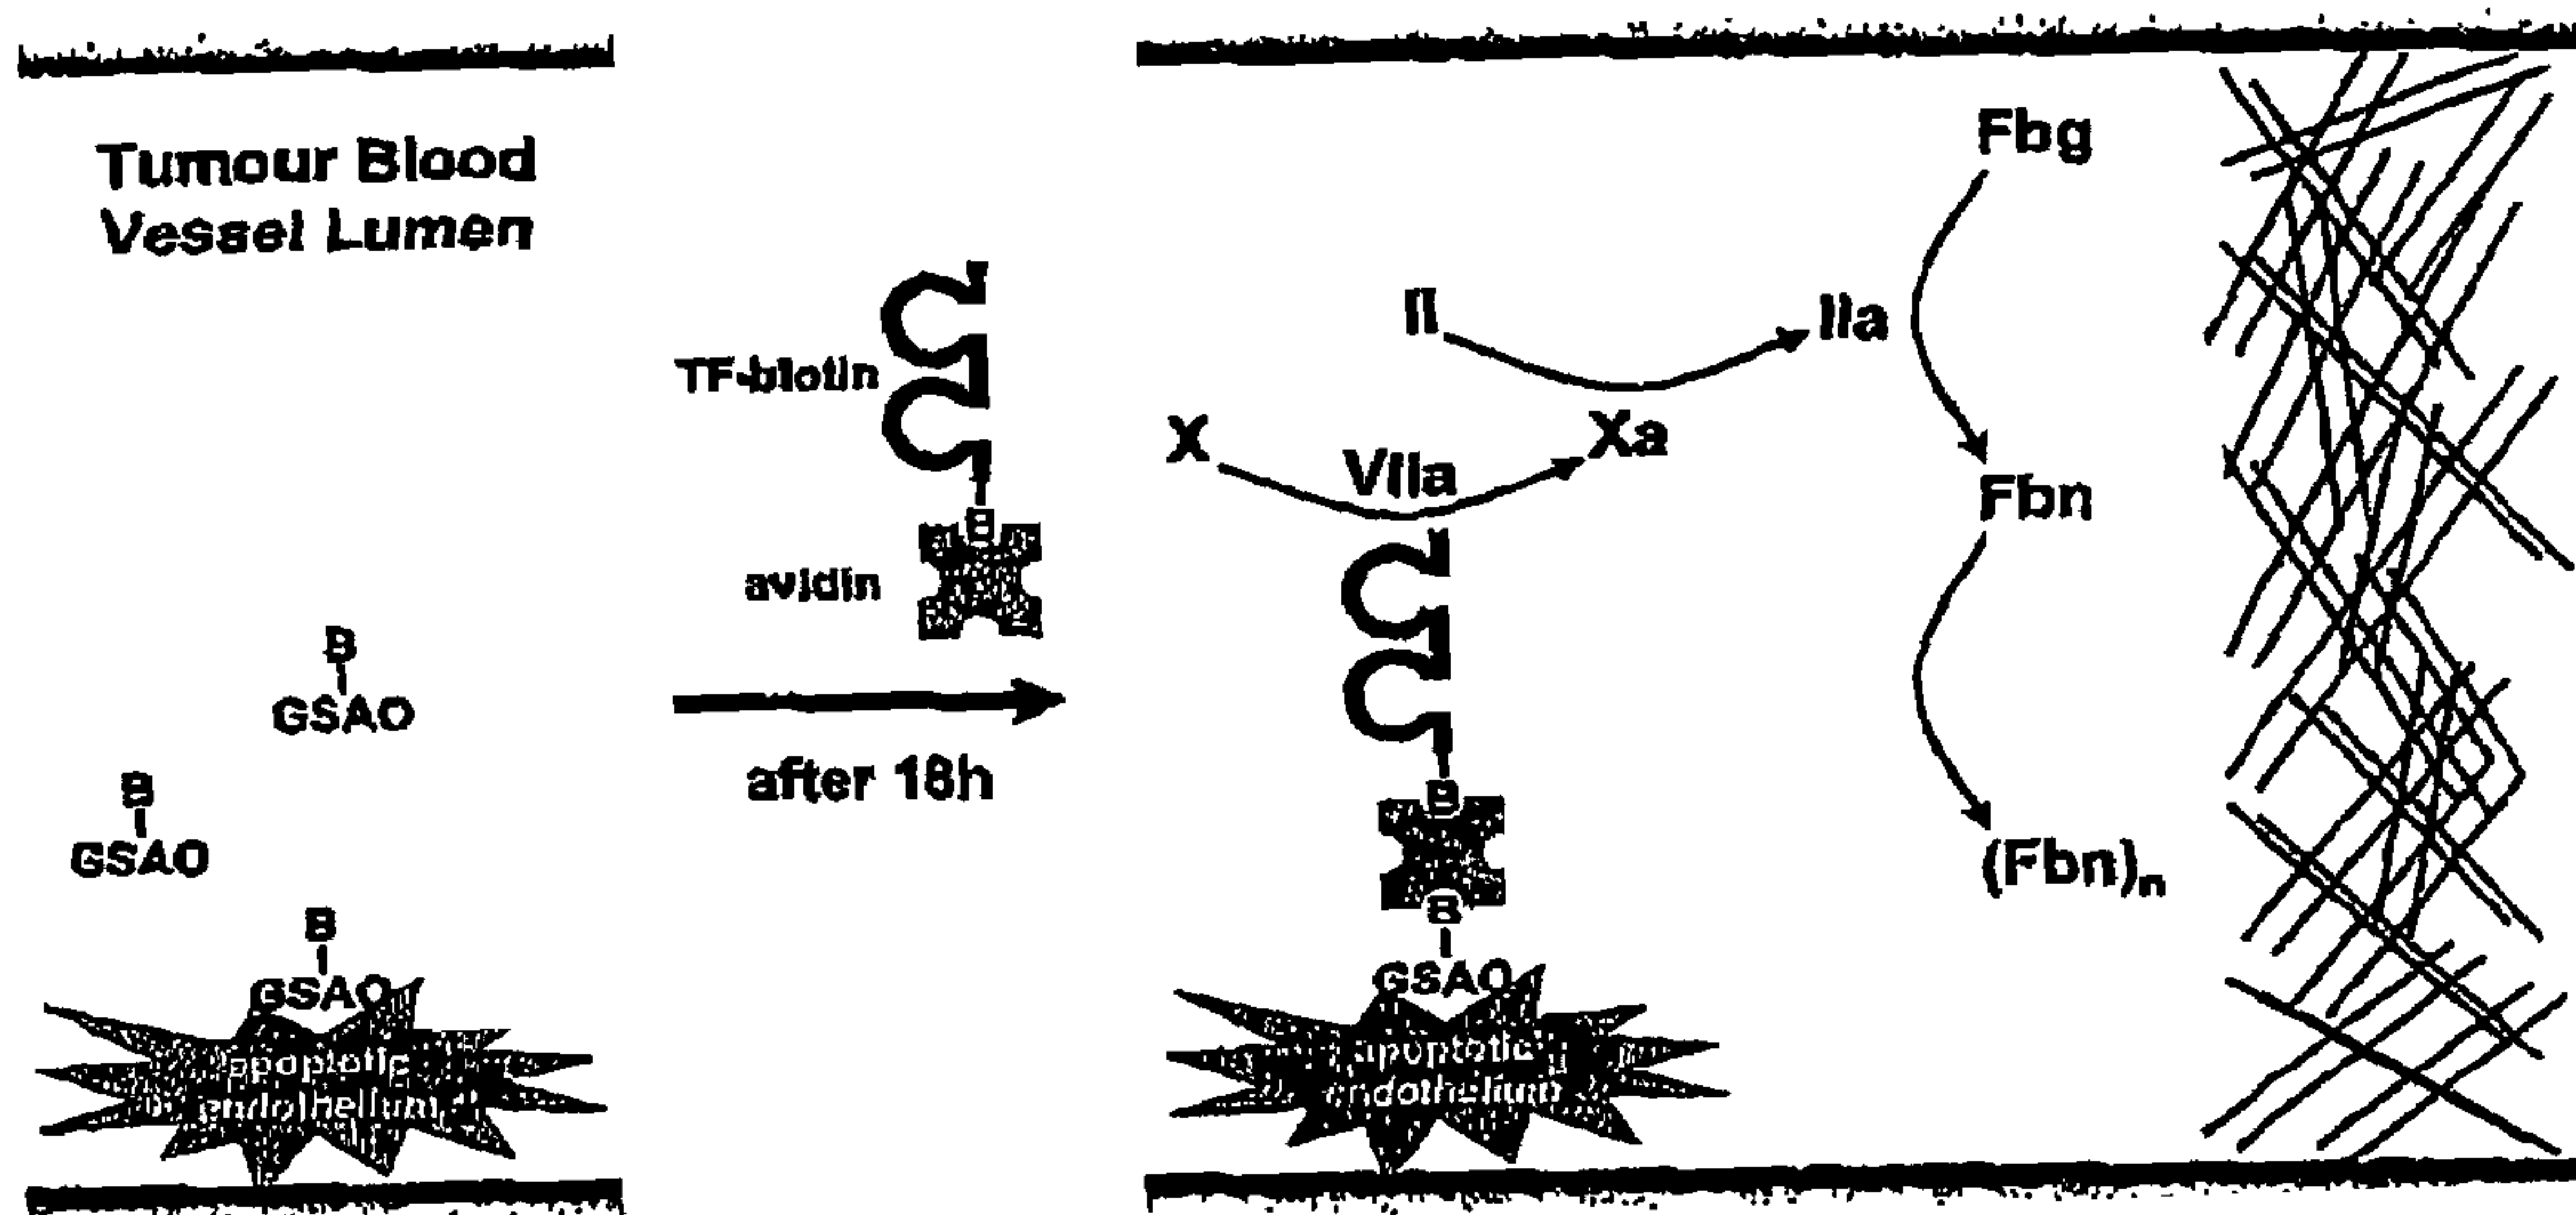 Tumour Blood
Vessel Lumen
B
GSAO
B
GSAO
B
GSAO
apoptotic
endothelium
TF-biotin
B
avidin
after 18h
Fbg
II
IIa
X
VIIa
Xa
Fbn
(Fbn)n
B
B
GSAO
apoptotic
endothelium